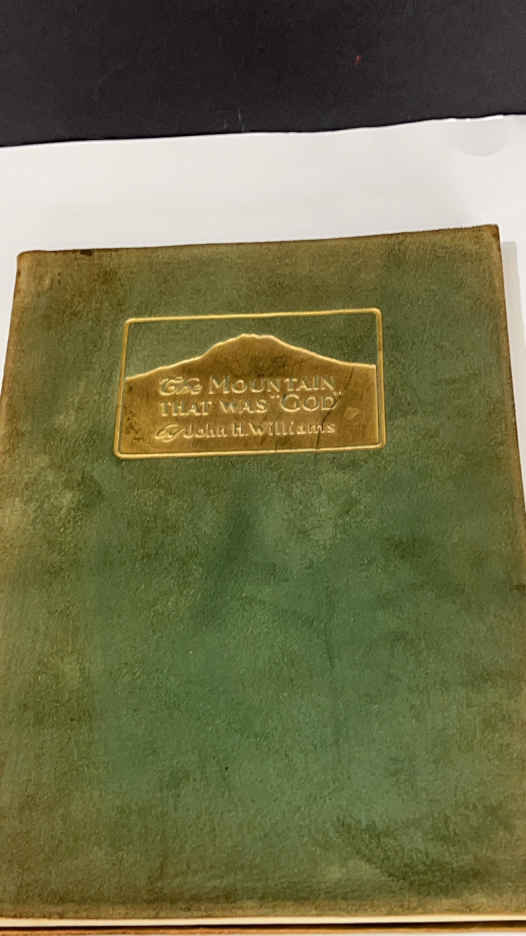 The MOUNTAIN
THAT WAS "GOD"
By John H. Williams